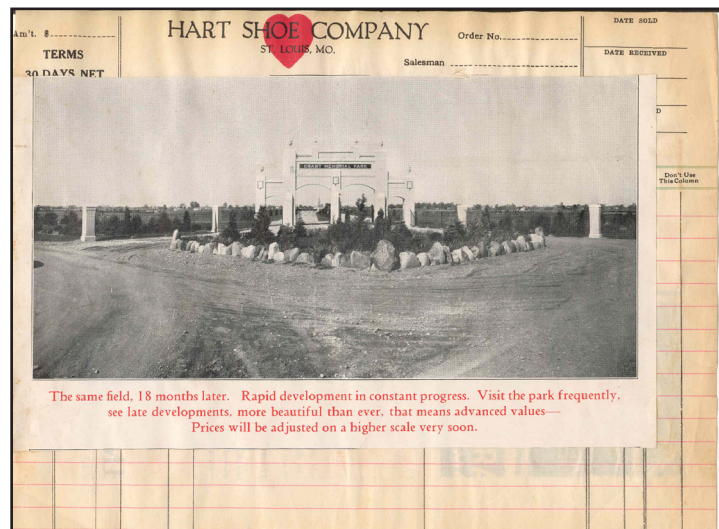 Am't. $
TERMS
30 DAYS NET
HART SHOE COMPANY
ST. LOUIS, MO.
Order No.
Salesman
DATE SOLD
DATE RECEIVED
D
Don't Use
This Column
GRANT MEMORIAL PARK
The same field, 18 months later. Rapid development in constant progress. Visit the park frequently,
see late developments, more beautiful than ever, that means advanced values—
Prices will be adjusted on a higher scale very soon.